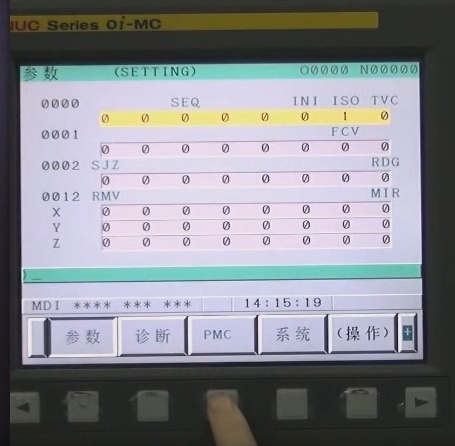 NUC Series 0i-MC
参数 (SETTING) O0000 N00000
0000 SEQ INI ISO TVC
0 0 0 0 0 0 1 0
0001 FCV
0 0 0 0 0 0 0 0
0002 SJZ RDG
0 0 0 0 0 0 0 0
0012 RMV MIR
X 0 0 0 0 0 0 0 0
Y 0 0 0 0 0 0 0 0
Z 0 0 0 0 0 0 0 0
)_
MDI **** *** *** 14:15:19
参数 诊断 PMC 系统 (操作) +